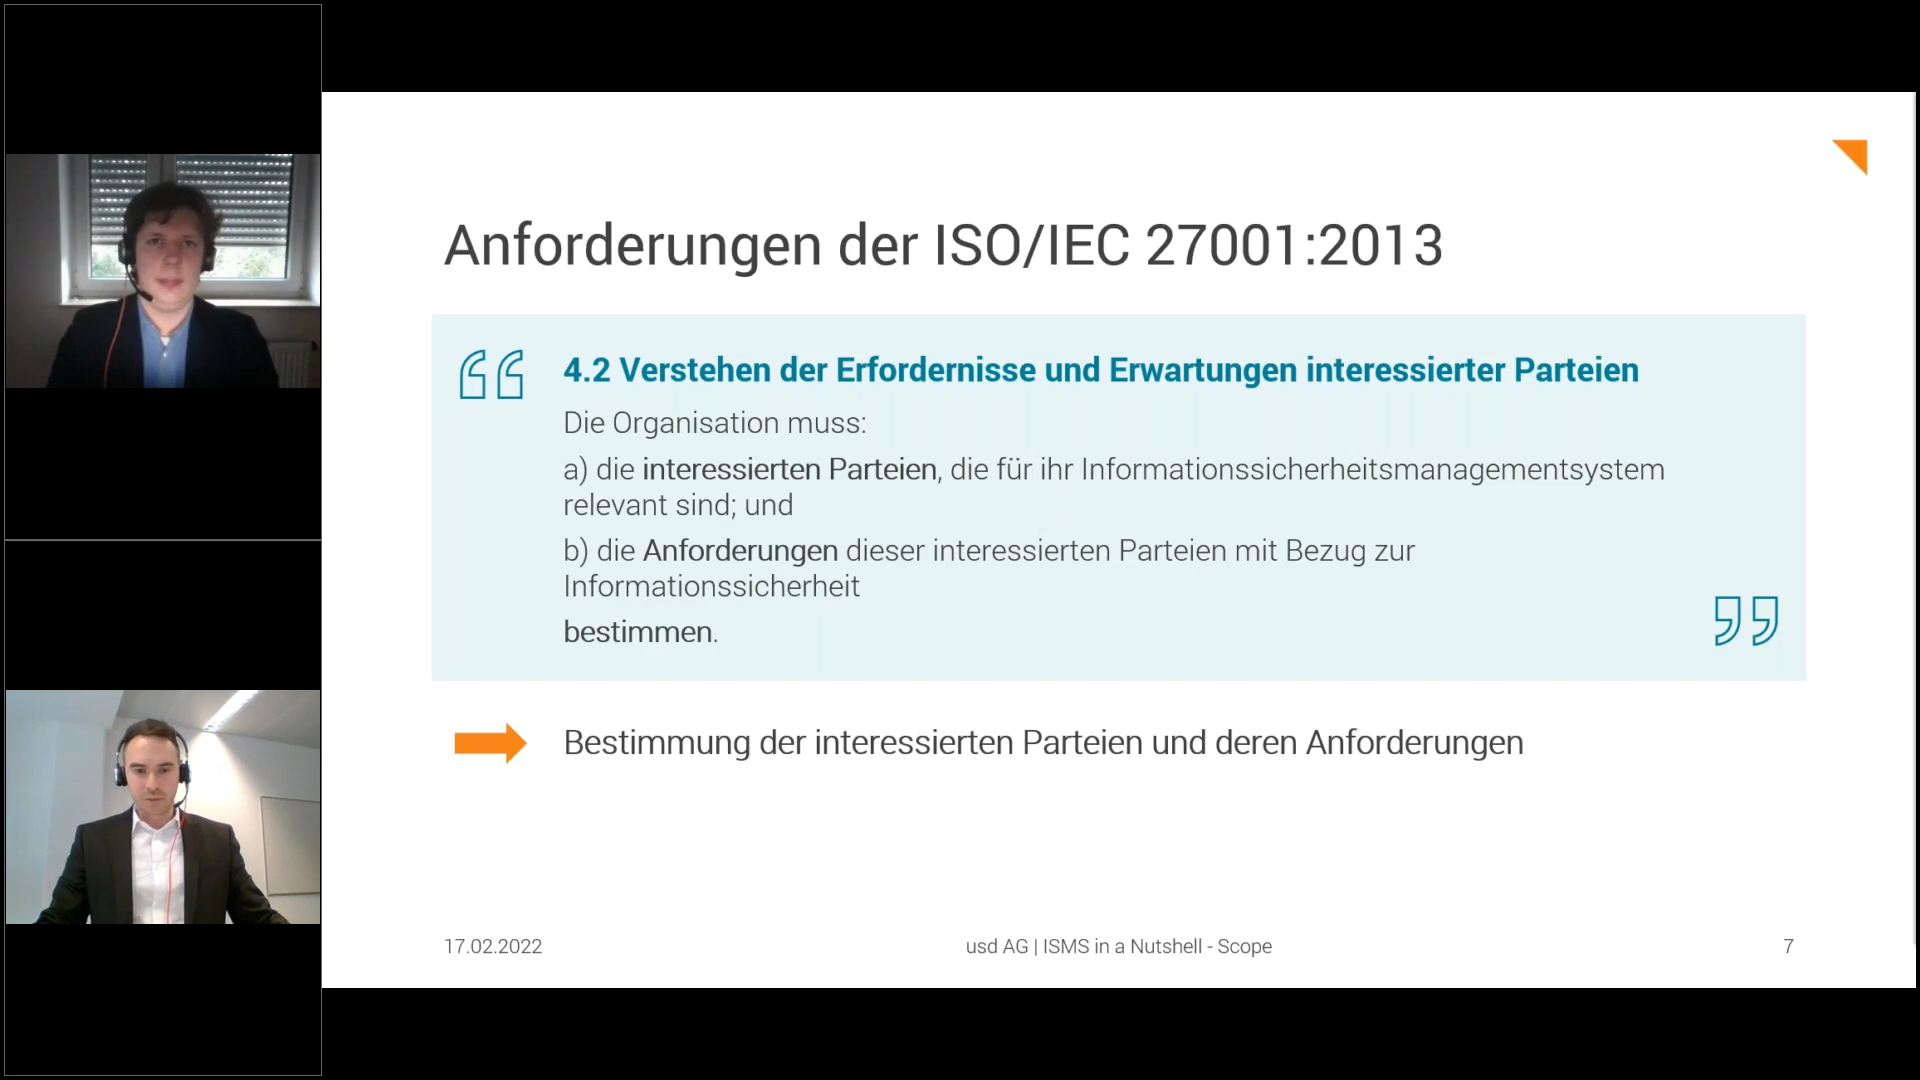 Anforderungen der ISO/IEC 27001:2013
4.2 Verstehen der Erfordernisse und Erwartungen interessierter Parteien
Die Organisation muss:
a) die interessierten Parteien, die für ihr Informationssicherheitsmanagementsystem
relevant sind; und
b) die Anforderungen dieser interessierten Parteien mit Bezug zur
Informationssicherheit
bestimmen.
Bestimmung der interessierten Parteien und deren Anforderungen
17.02.2022
usd AG | ISMS in a Nutshell - Scope
7